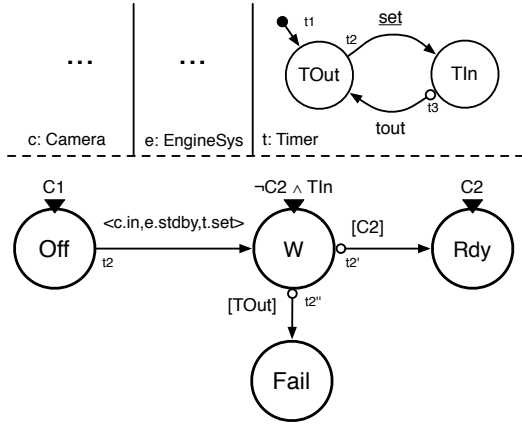 t1
t2
set
TOut
TIn
t3
tout
...
...
c: Camera
e: EngineSys
t: Timer
C1
¬C2 ∧ TIn
C2
<c.in,e.stdby,t.set>
[C2]
Off
W
Rdy
t2
t2'
[TOut]
t2''
Fail